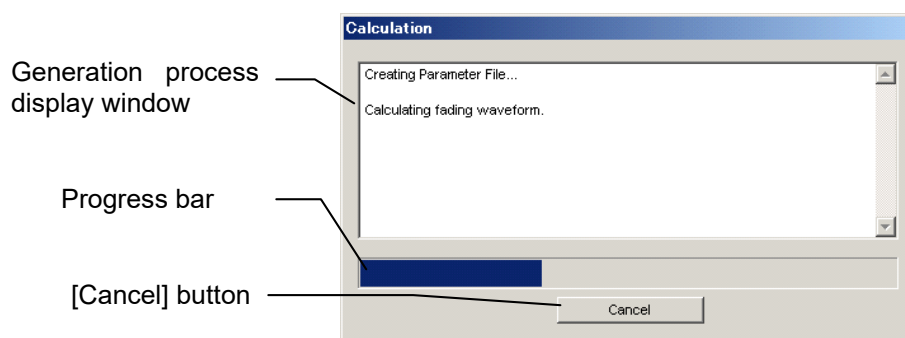 Calculation
Generation process
display window
Creating Parameter File...
Calculating fading waveform.
Progress bar
[Cancel] button
Cancel